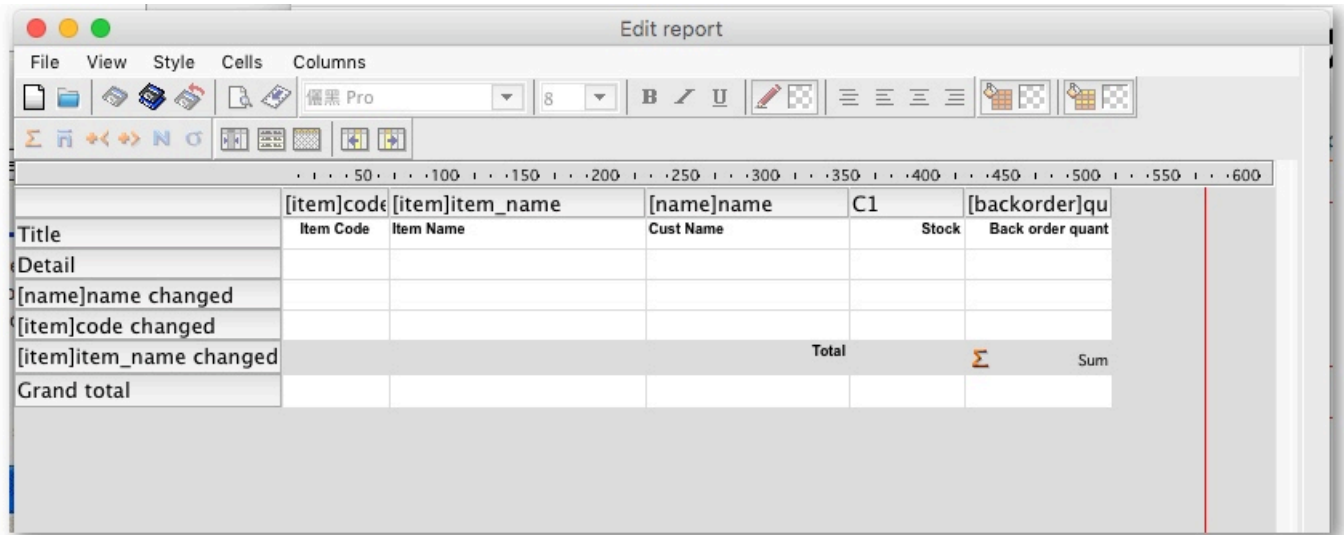 Edit report
File View Style Cells Columns
儷黑 Pro 8 B I U
Σ n N σ
50 100 150 200 250 300 350 400 450 500 550 600
[item]code [item]item_name [name]name C1 [backorder]qu
Title Item Code Item Name Cust Name Stock Back order quant
Detail
[name]name changed
[item]code changed
[item]item_name changed Total Σ Sum
Grand total